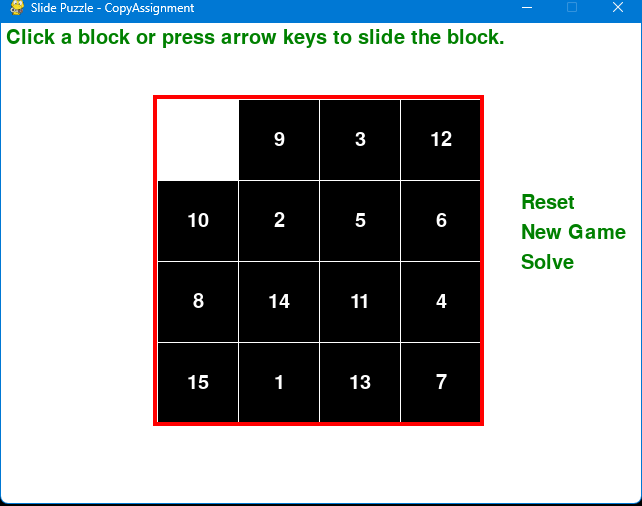 Slide Puzzle - CopyAssignment
Click a block or press arrow keys to slide the block.
9 3 12
10 2 5 6
8 14 11 4
15 1 13 7
Reset
New Game
Solve